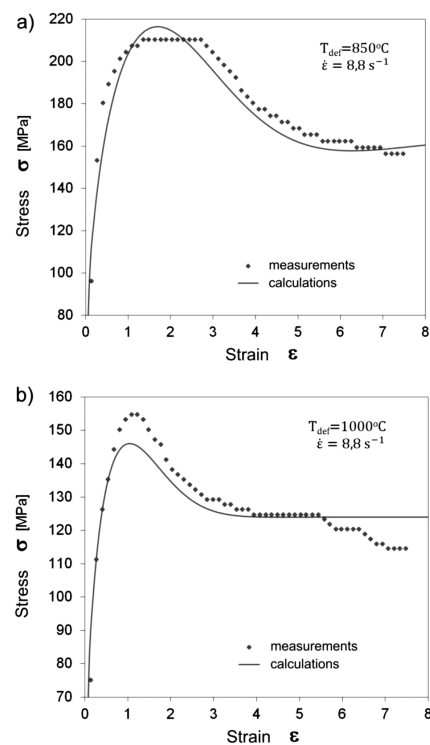 a)
220
200
180
160
140
120
100
80
Stress σ [MPa]
T_def=850°C
ε̇ = 8,8 s⁻¹
measurements
calculations
0 1 2 3 4 5 6 7 8
Strain ε
b)
160
150
140
130
120
110
100
90
80
70
Stress σ [MPa]
T_def=1000°C
ε̇ = 8,8 s⁻¹
measurements
calculations
0 1 2 3 4 5 6 7 8
Strain ε